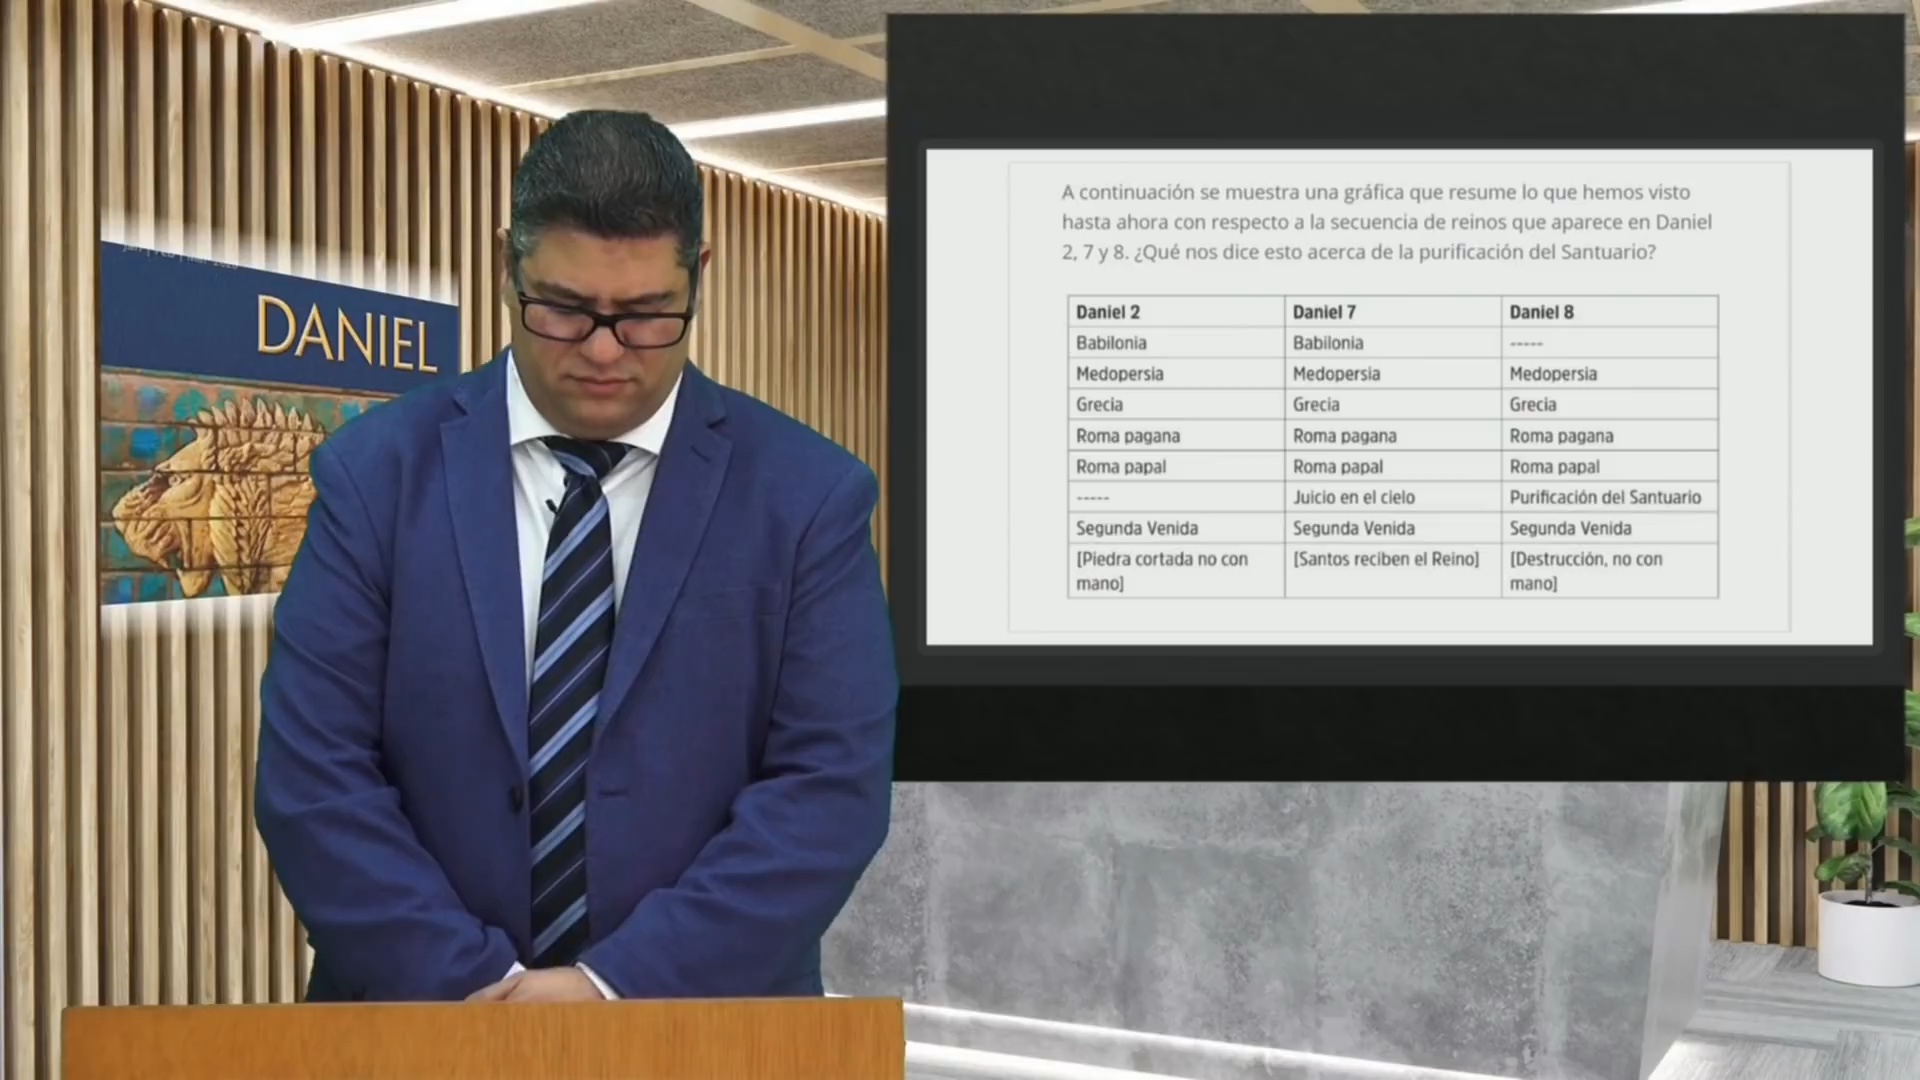 DANIEL
A continuación se muestra una gráfica que resume lo que hemos visto
hasta ahora con respecto a la secuencia de reinos que aparece en Daniel
2, 7 y 8. ¿Qué nos dice esto acerca de la purificación del Santuario?
Daniel 2 Daniel 7 Daniel 8
Babilonia Babilonia -----
Medopersia Medopersia Medopersia
Grecia Grecia Grecia
Roma pagana Roma pagana Roma pagana
Roma papal Roma papal Roma papal
----- Juicio en el cielo Purificación del Santuario
Segunda Venida Segunda Venida Segunda Venida
[Piedra cortada no con [Santos reciben el Reino] [Destrucción, no con
mano] mano]